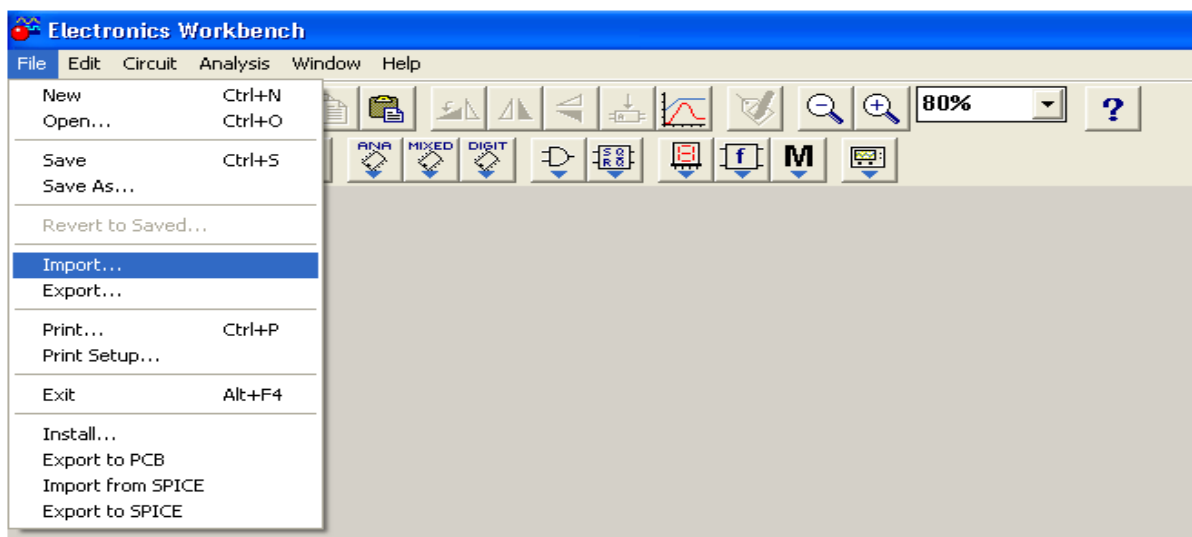 Electronics Workbench
File Edit Circuit Analysis Window Help
New Ctrl+N
Open... Ctrl+O
Save Ctrl+S
Save As...
Revert to Saved...
Import...
Export...
Print... Ctrl+P
Print Setup...
Exit Alt+F4
Install...
Export to PCB
Import from SPICE
Export to SPICE
80% ?
ANA MIXED DIGIT
S Q
R Q
f M